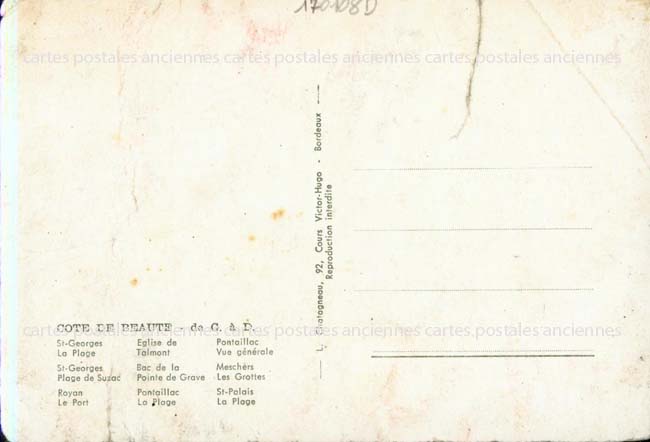 170108D
cartes postales anciennes cartes postales anciennes cartes postales anciennes
L. Chatagneau, 92, Cours Victor-Hugo - Bordeaux
Reproduction interdite
COTE DE BEAUTE - de G. à D.
cartes postales anciennes cartes postales anciennes cartes postales anciennes
St-Georges Eglise de Pontaillac
La Plage Talmont Vue générale
St-Georges Bac de la Meschers
Plage de Suzac Pointe de Grave Les Grottes
Royan Pontaillac St-Palais
Le Port La Plage La Plage